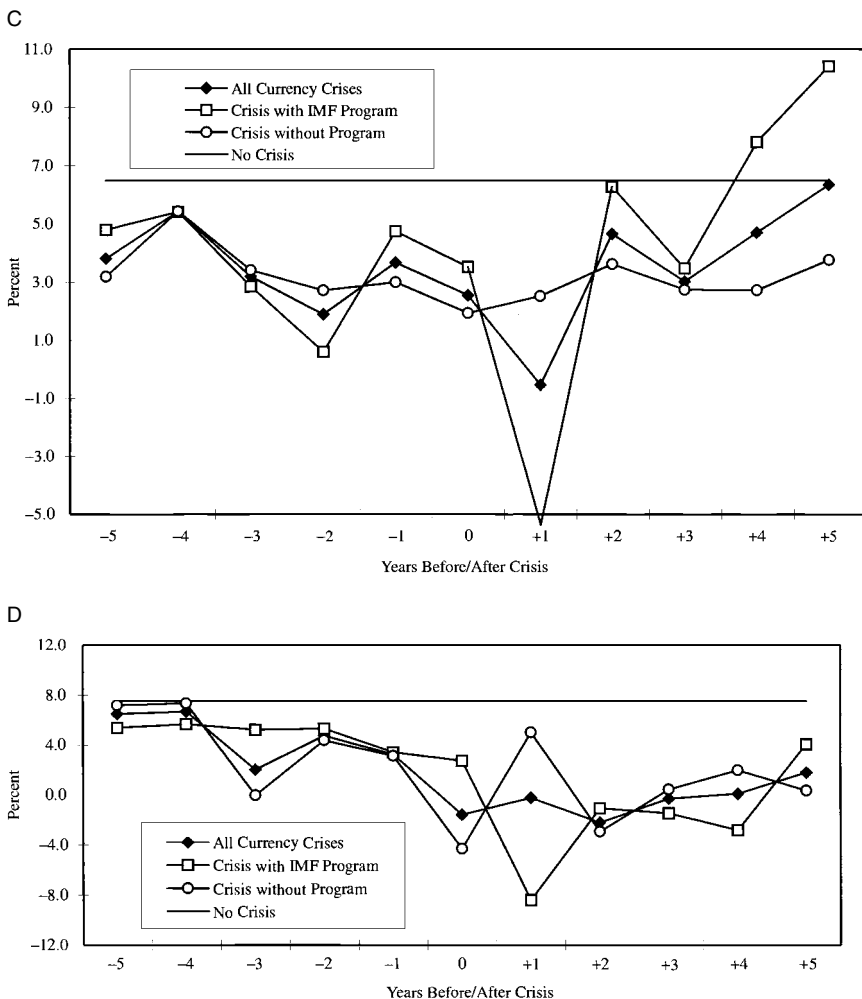 C
11.0
9.0
7.0
5.0
3.0
1.0
−1.0
−3.0
−5.0
Percent
All Currency Crises
Crisis with IMF Program
Crisis without Program
No Crisis
−5 −4 −3 −2 −1 0 +1 +2 +3 +4 +5
Years Before/After Crisis
D
12.0
8.0
4.0
0.0
−4.0
−8.0
−12.0
Percent
All Currency Crises
Crisis with IMF Program
Crisis without Program
No Crisis
−5 −4 −3 −2 −1 0 +1 +2 +3 +4 +5
Years Before/After Crisis